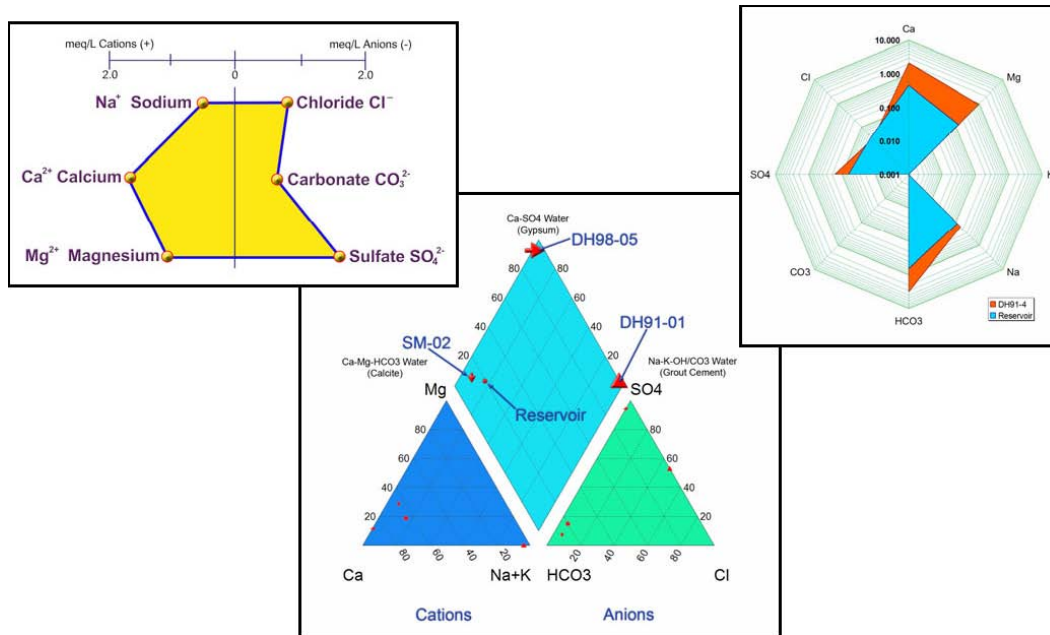 meq/L Cations (+)
meq/L Anions (-)
2.0
0
2.0
Na⁺ Sodium
Chloride Cl⁻
Ca²⁺ Calcium
Carbonate CO₃²⁻
Mg²⁺ Magnesium
Sulfate SO₄²⁻
Ca
10.000
Cl
1.000
Mg
0.100
0.010
SO4
0.001
CO3
Na
HCO3
DH91-4
Reservoir
Ca-SO4 Water
(Gypsum)
DH98-05
80
80
60
60
40
40
DH91-01
SM-02
20
20
Ca-Mg-HCO3 Water
(Calcite)
Na-K-OH/CO3 Water
(Grout Cement)
Mg
SO4
Reservoir
80
80
60
60
40
40
20
20
80
60
40
20
20
40
60
80
Ca
Na+K
HCO3
Cl
Cations
Anions